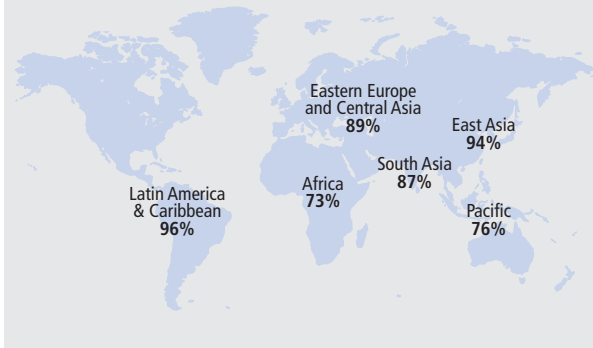 Eastern Europe
and Central Asia
89%
East Asia
94%
South Asia
87%
Africa
73%
Latin America
& Caribbean
96%
Pacific
76%